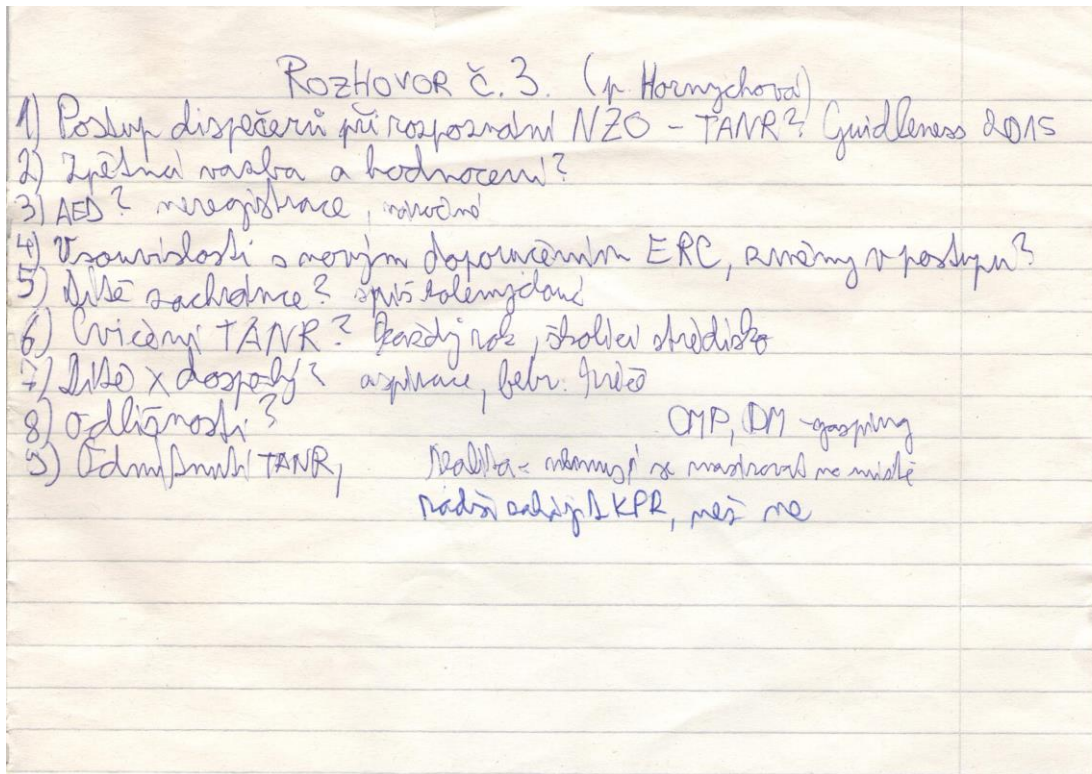 ROZHOVOR Č. 3. (p. Hornychová)
1) Postup dispečerů při rozpoznání NZO - TANR? Guidleness 2015
2) Zpětná vazba a hodnocení?
3) AED? neregistrace, náročné
4) V souvislosti s novým doporučením ERC, změny v postupu?
5) Dítě zachránce? spíš
6) Cvičení TANR? každý rok, školící středisko
7) Dítě x dospělý? aspirace, febr. křeče
8) Odlišnosti?
CMP, DM - gasping
9) Odmítnutí TANR, realita = nemusí se na místě
radši zahájit KPR, než ne